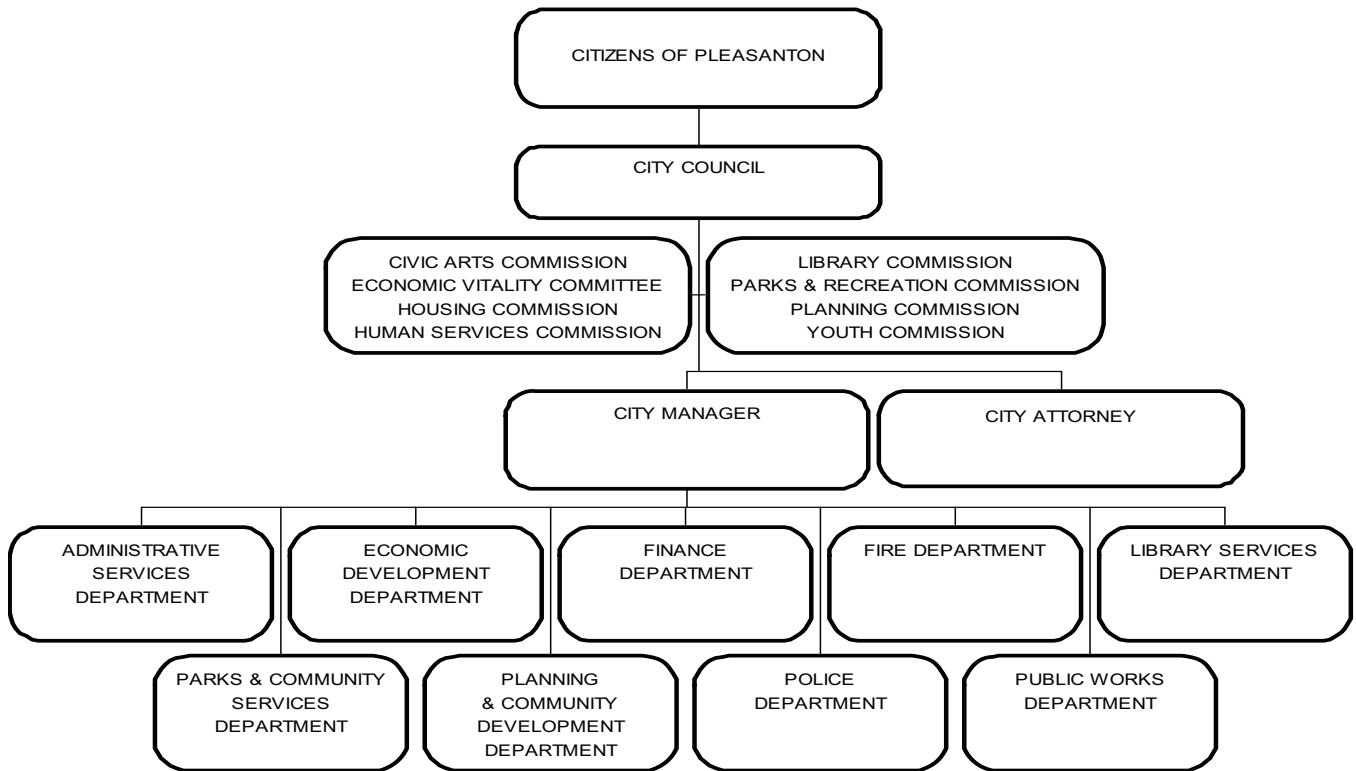 CITIZENS OF PLEASANTON
CITY COUNCIL
CIVIC ARTS COMMISSION
ECONOMIC VITALITY COMMITTEE
HOUSING COMMISSION
HUMAN SERVICES COMMISSION
LIBRARY COMMISSION
PARKS & RECREATION COMMISSION
PLANNING COMMISSION
YOUTH COMMISSION
CITY MANAGER
CITY ATTORNEY
ADMINISTRATIVE
SERVICES
DEPARTMENT
ECONOMIC
DEVELOPMENT
DEPARTMENT
FINANCE
DEPARTMENT
FIRE DEPARTMENT
LIBRARY SERVICES
DEPARTMENT
PARKS & COMMUNITY
SERVICES
DEPARTMENT
PLANNING
& COMMUNITY
DEVELOPMENT
DEPARTMENT
POLICE
DEPARTMENT
PUBLIC WORKS
DEPARTMENT